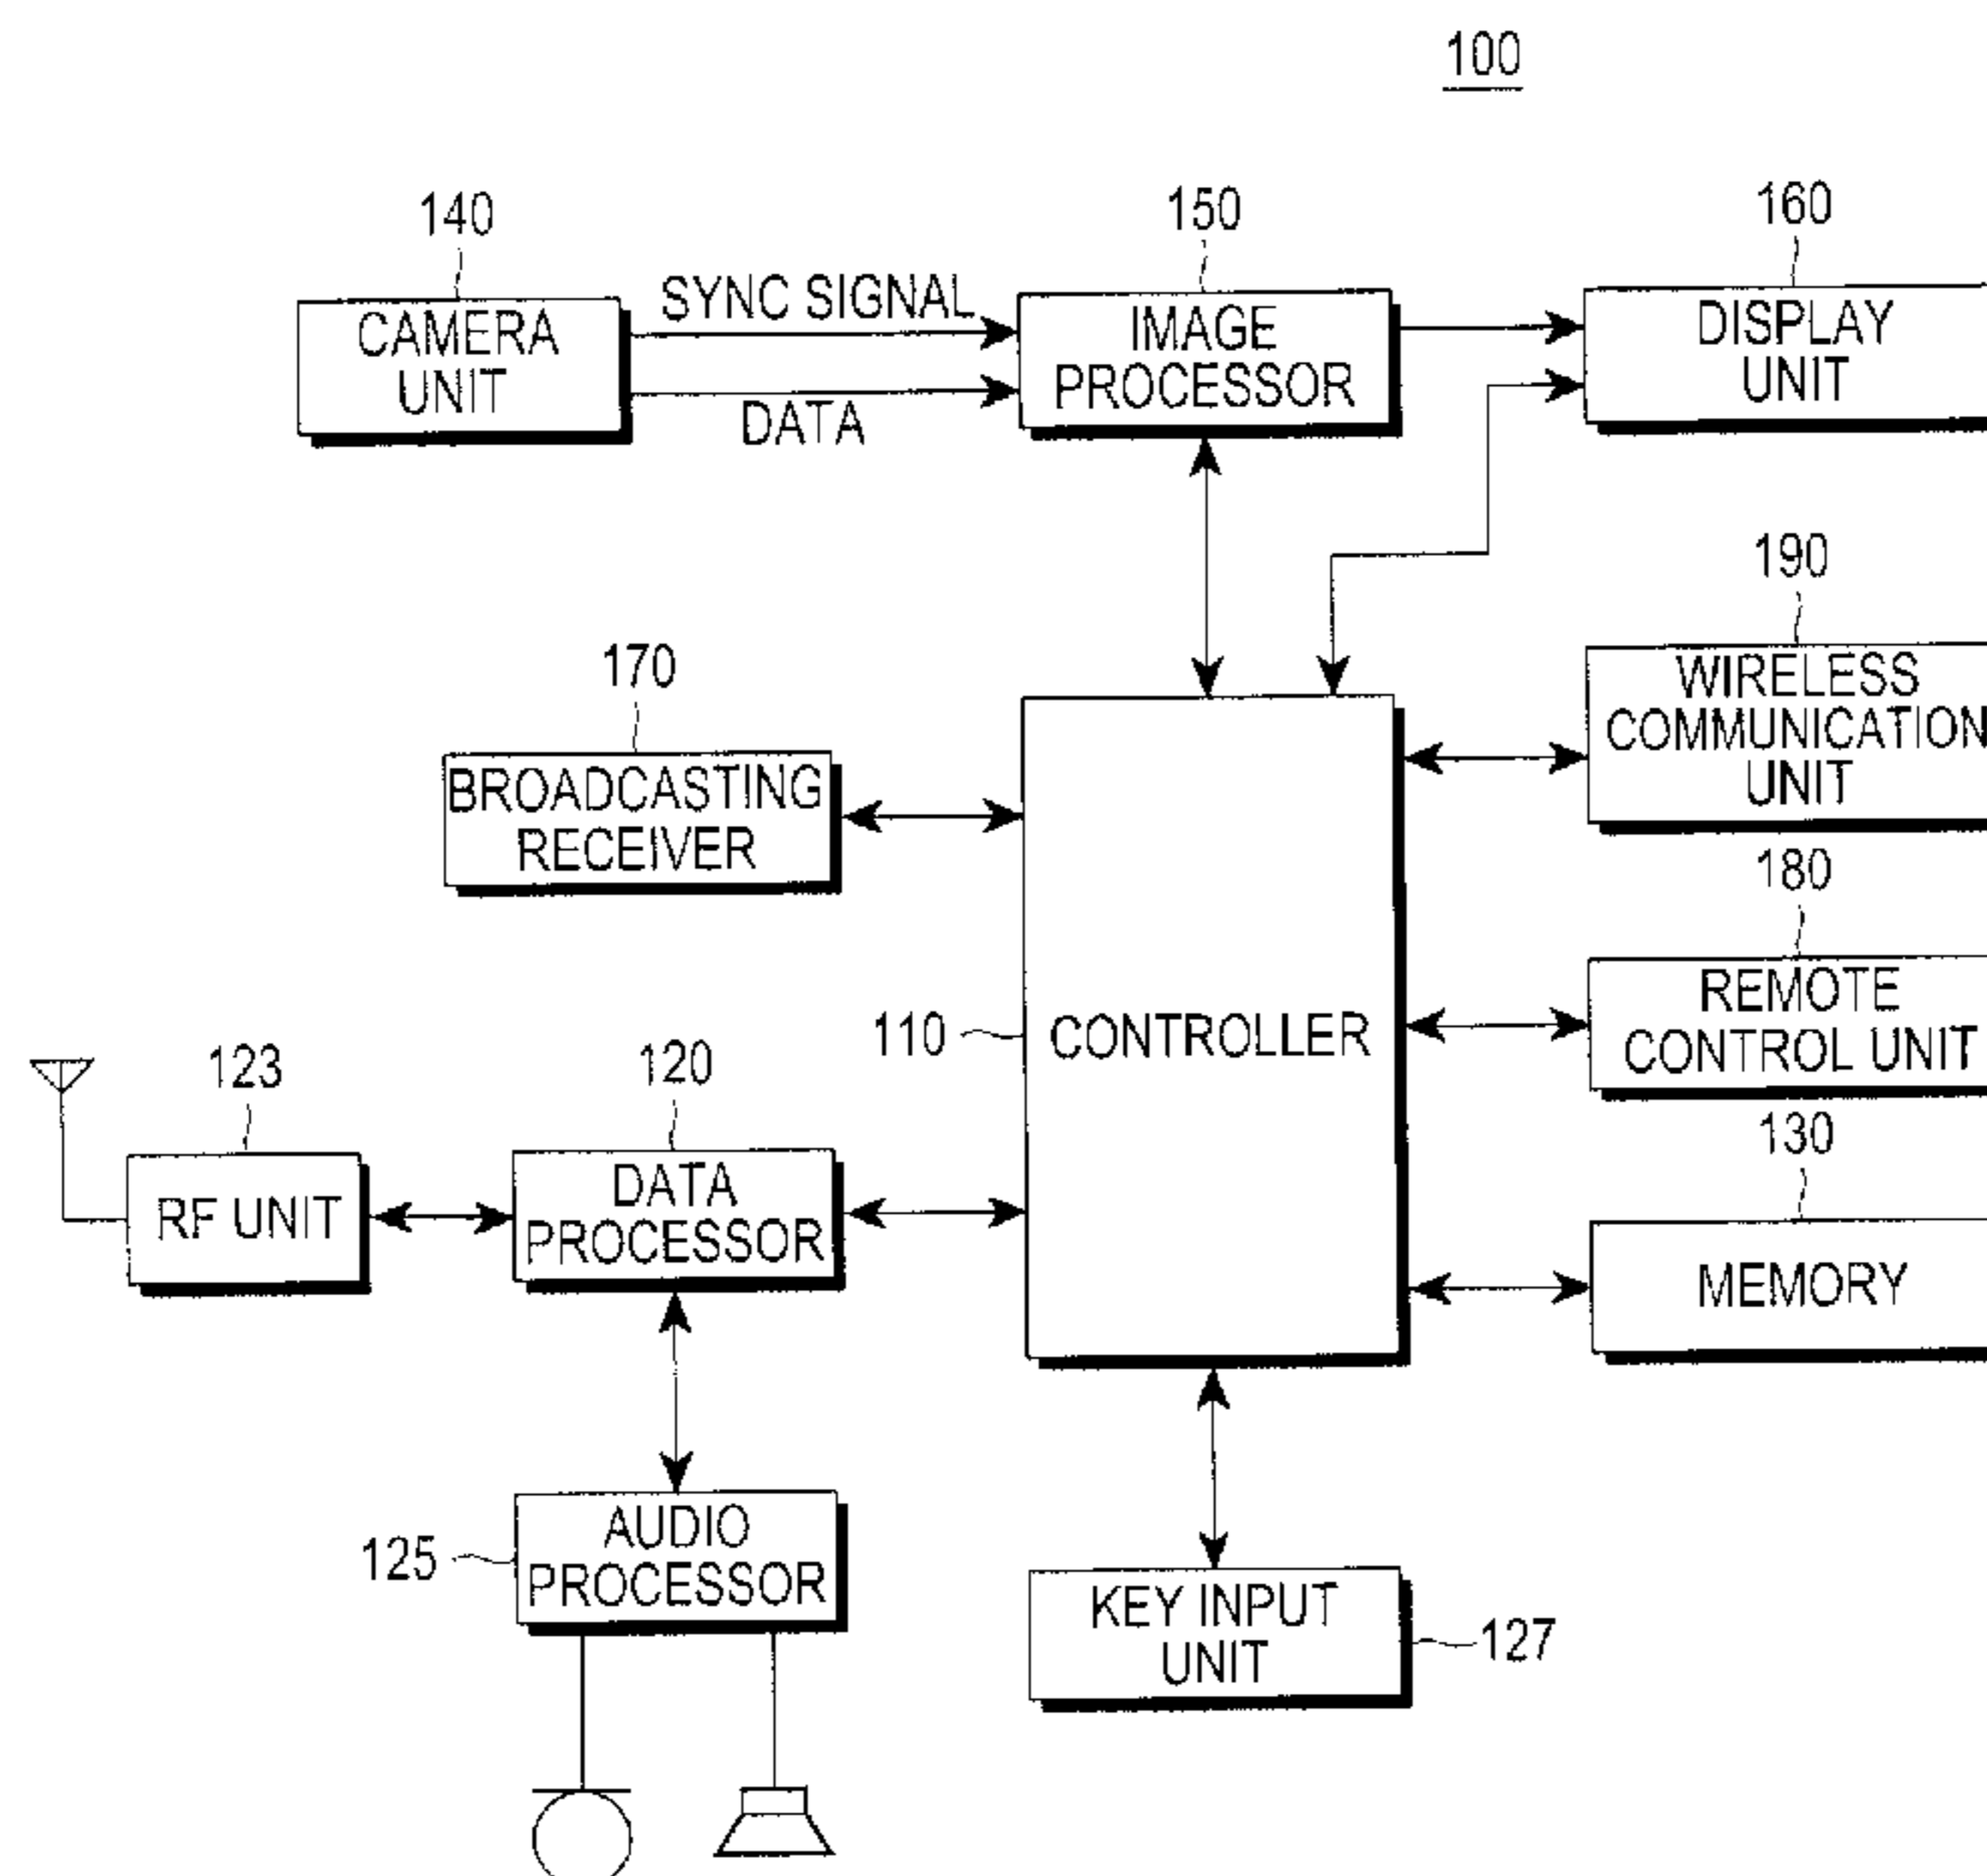 100
140
150
160
SYNC SIGNAL
CAMERA
UNIT
IMAGE
PROCESSOR
DISPLAY
UNIT
DATA
190
170
WIRELESS
COMMUNICATION
UNIT
BROADCASTING
RECEIVER
180
110
CONTROLLER
REMOTE
CONTROL UNIT
123
120
130
RF UNIT
DATA
PROCESSOR
MEMORY
125
AUDIO
PROCESSOR
KEY INPUT
UNIT
127